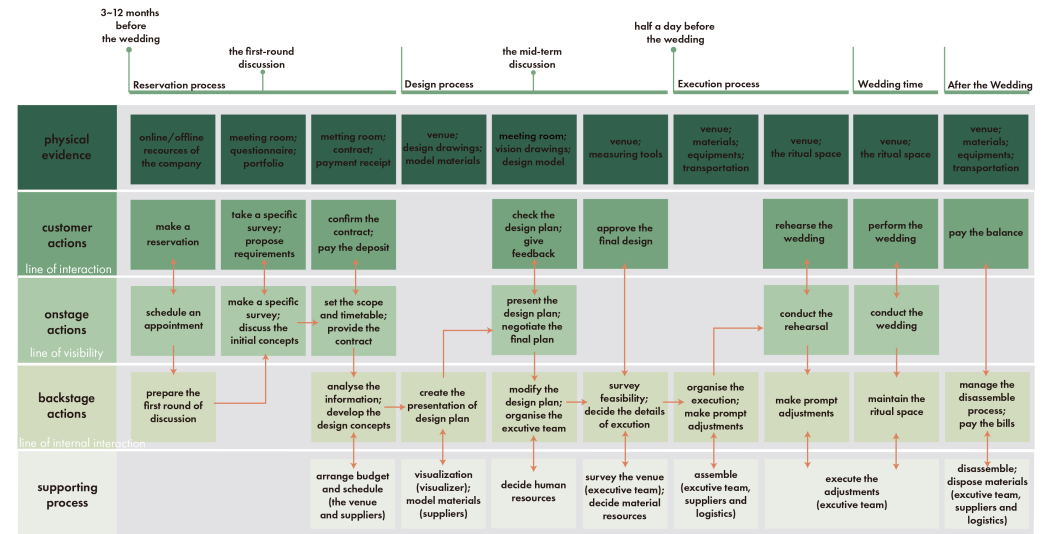 3~12 months
before
the wedding
the first-round
discussion
the mid-term
discussion
half a day before
the wedding
Reservation process
Design process
Execution process
Wedding time
After the Wedding
physical
evidence
online/offline
recources of
the company
meeting room;
questionnaire;
portfolio
metting room;
contract;
payment receipt
venue;
design drawings;
model materials
meeting room;
vision drawings;
design model
venue;
measuring tools
venue;
materials;
equipments;
transportation
venue;
the ritual space
venue;
the ritual space
venue;
materials;
equipments;
transportation
customer
actions
make a
reservation
take a specific
survey;
propose
requirements
confirm the
contract;
pay the deposit
check the
design plan;
give
feedback
approve the
final design
rehearse the
wedding
perform the
wedding
pay the balance
line of interaction
onstage
actions
schedule an
appointment
make a specific
survey;
discuss the
initial concepts
set the scope
and timetable;
provide the
contract
present the
design plan;
negotiate the
final plan
conduct the
rehearsal
conduct the
wedding
line of visibility
backstage
actions
prepare the
first round of
discussion
analyse the
information;
develop the
design concepts
create the
presentation of
design plan
modify the
design plan;
organise the
excutive team
survey
feasibility;
decide the details
of excution
organise the
execution;
make prompt
adjustments
make prompt
adjustments
maintain the
ritual space
manage the
disassemble
process;
pay the bills
line of internal interaction
supporting
process
arrange budget
and schedule
(the venue
and suppliers)
visualization
(visualizer);
model materials
(suppliers)
decide human
resources
survey the venue
(executive team);
decide material
resources
assemble
(excutive team,
suppliers and
logistics)
execute the
adjustments
(excutive team)
disassemble;
dispose materials
(excutive team,
suppliers and
logistics)